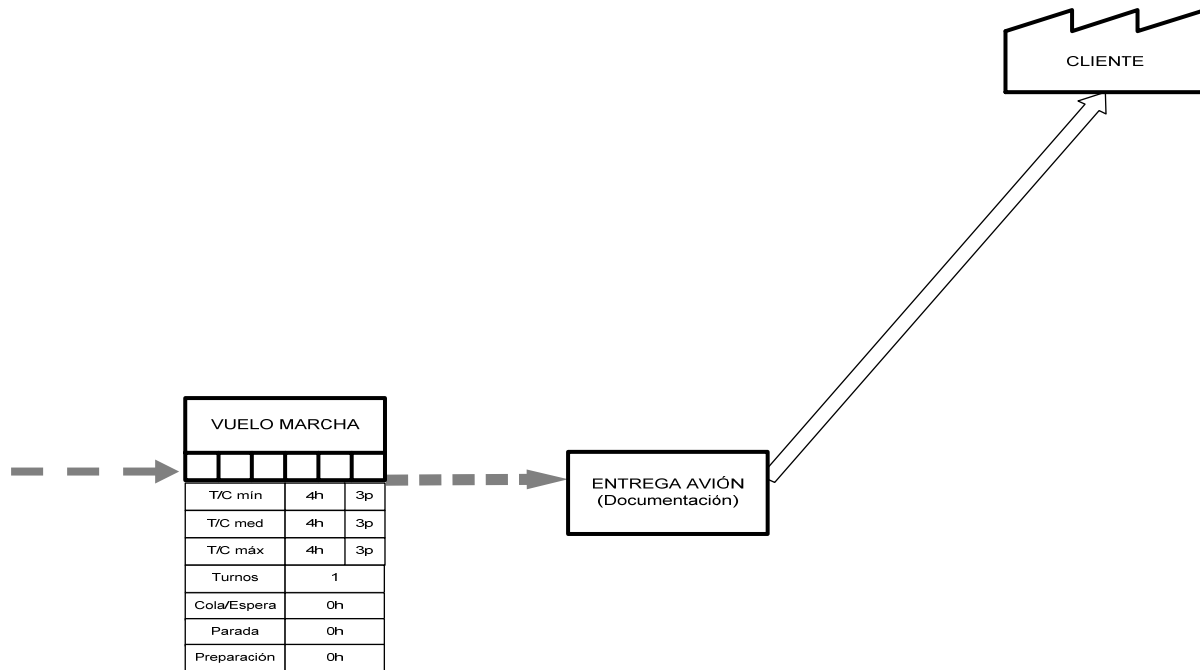 CLIENTE
VUELO MARCHA
T/C mín 4h 3p
T/C med 4h 3p
T/C máx 4h 3p
Turnos 1
Cola/Espera 0h
Parada 0h
Preparación 0h
ENTREGA AVIÓN
(Documentación)